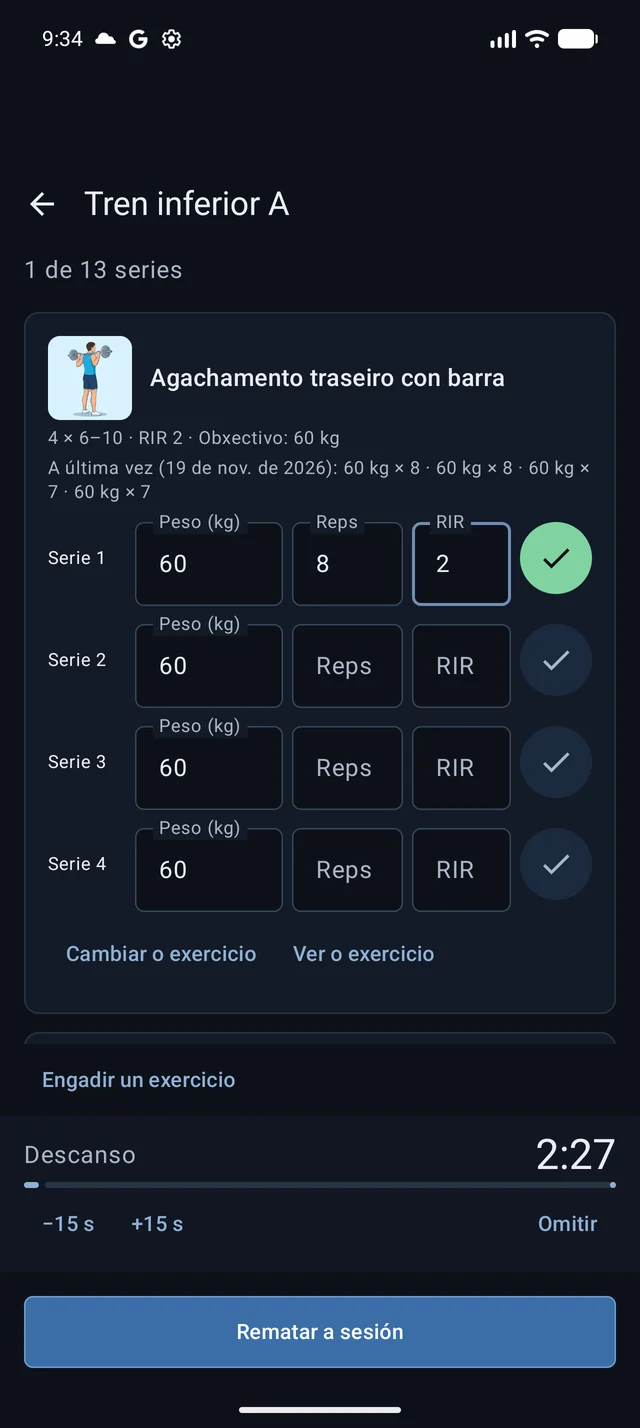 9:34
Tren inferior A
1 de 13 series
Agachamento traseiro con barra
4 × 6–10 · RIR 2 · Obxectivo: 60 kg
A última vez (19 de nov. de 2026): 60 kg × 8 · 60 kg × 8 · 60 kg ×
7 · 60 kg × 7
Peso (kg) Reps RIR
Serie 1 60 8 2
Peso (kg)
Serie 2 60 Reps RIR
Peso (kg)
Serie 3 60 Reps RIR
Peso (kg)
Serie 4 60 Reps RIR
Cambiar o exercicio Ver o exercicio
Engadir un exercicio
Descanso 2:27
−15 s +15 s Omitir
Rematar a sesión